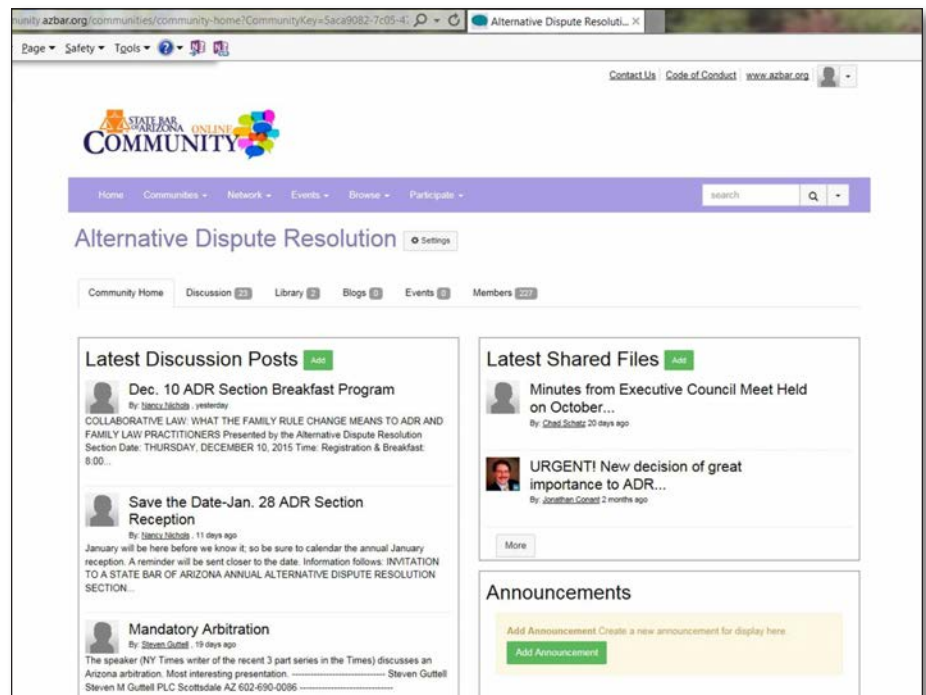 nunity.azbar.org/communities/community-home?CommunityKey=5aca9082-7c05-4
Alternative Dispute Resoluti...
Page Safety Tools
Contact Us Code of Conduct www.azbar.org
STATE BAR
OF ARIZONA ONLINE
COMMUNITY
Home Communities Network Events Browse Participate search
Alternative Dispute Resolution Settings
Community Home Discussion 23 Library 2 Blogs 0 Events 0 Members 227
Latest Discussion Posts Add
Dec. 10 ADR Section Breakfast Program
By: Nancy Nichols , yesterday
COLLABORATIVE LAW: WHAT THE FAMILY RULE CHANGE MEANS TO ADR AND
FAMILY LAW PRACTITIONERS Presented by the Alternative Dispute Resolution
Section Date: THURSDAY, DECEMBER 10, 2015 Time: Registration & Breakfast:
8:00...
Save the Date-Jan. 28 ADR Section
Reception
By: Nancy Nichols , 11 days ago
January will be here before we know it; so be sure to calendar the annual January
reception. A reminder will be sent closer to the date. Information follows: INVITATION
TO A STATE BAR OF ARIZONA ANNUAL ALTERNATIVE DISPUTE RESOLUTION
SECTION...
Mandatory Arbitration
By: Steven Guttell , 19 days ago
The speaker (NY Times writer of the recent 3 part series in the Times) discusses an
Arizona arbitration. Most interesting presentation. ------------------------------ Steven Guttell
Steven M Guttell PLC Scottsdale AZ 602-690-0086 ------------------------------
Latest Shared Files Add
Minutes from Executive Council Meet Held
on October...
By: Chad Schatz 20 days ago
URGENT! New decision of great
importance to ADR...
By: Jonathan Conant 2 months ago
More
Announcements
Add Announcement Create a new announcement for display here.
Add Announcement